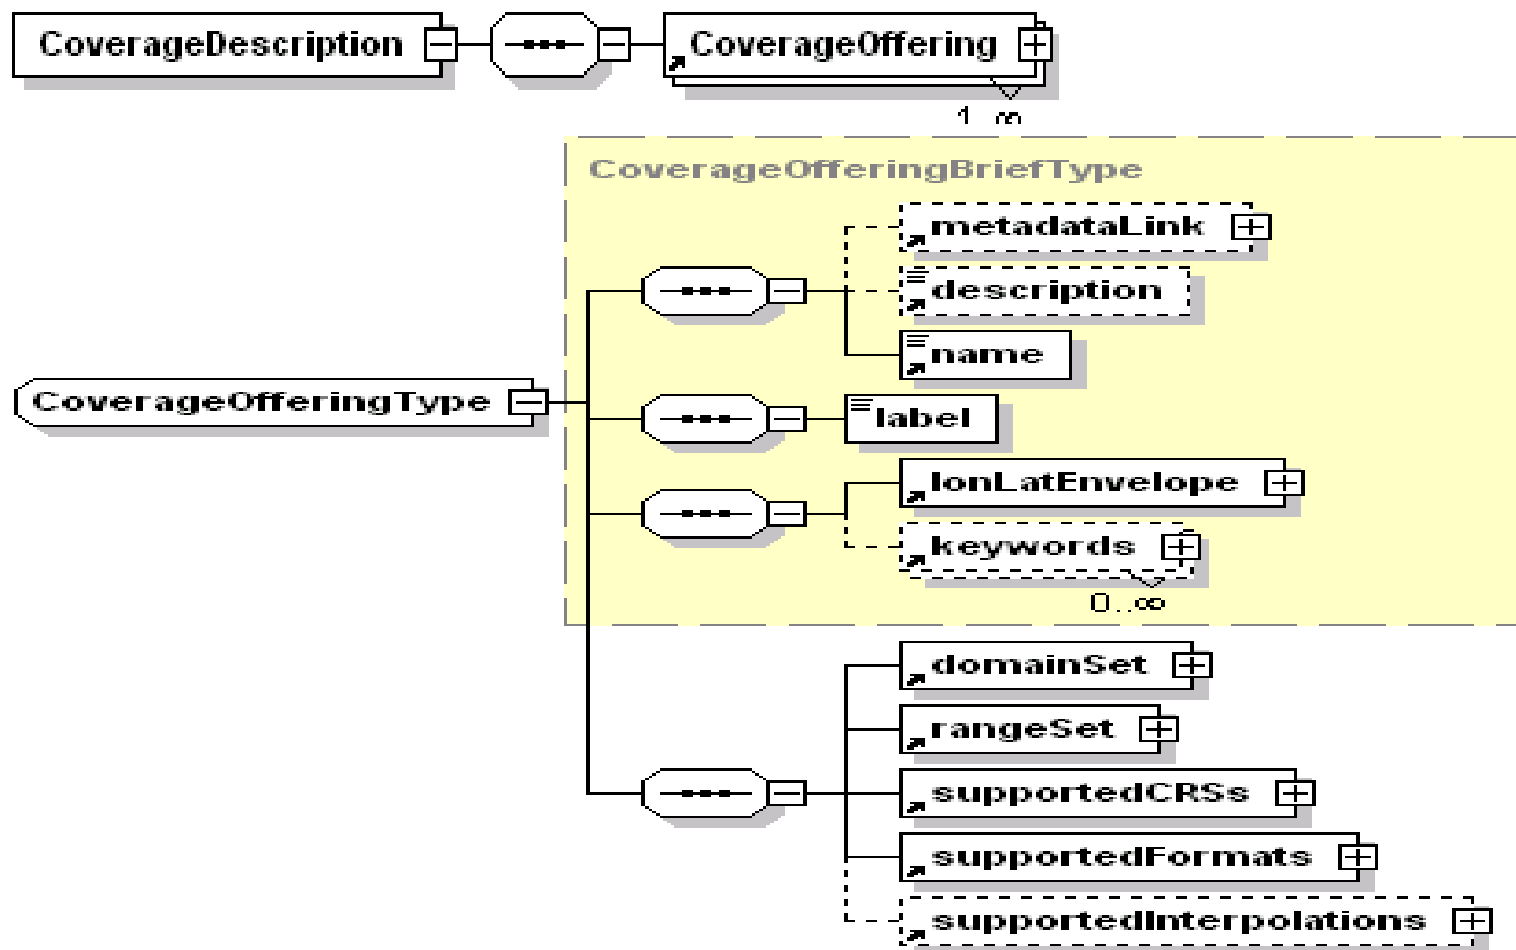 CoverageDescription
CoverageOffering
1..∞
CoverageOfferingBriefType
metadataLink
description
name
CoverageOfferingType
label
lonLatEnvelope
keywords
0..∞
domainSet
rangeSet
supportedCRSs
supportedFormats
supportedInterpolations